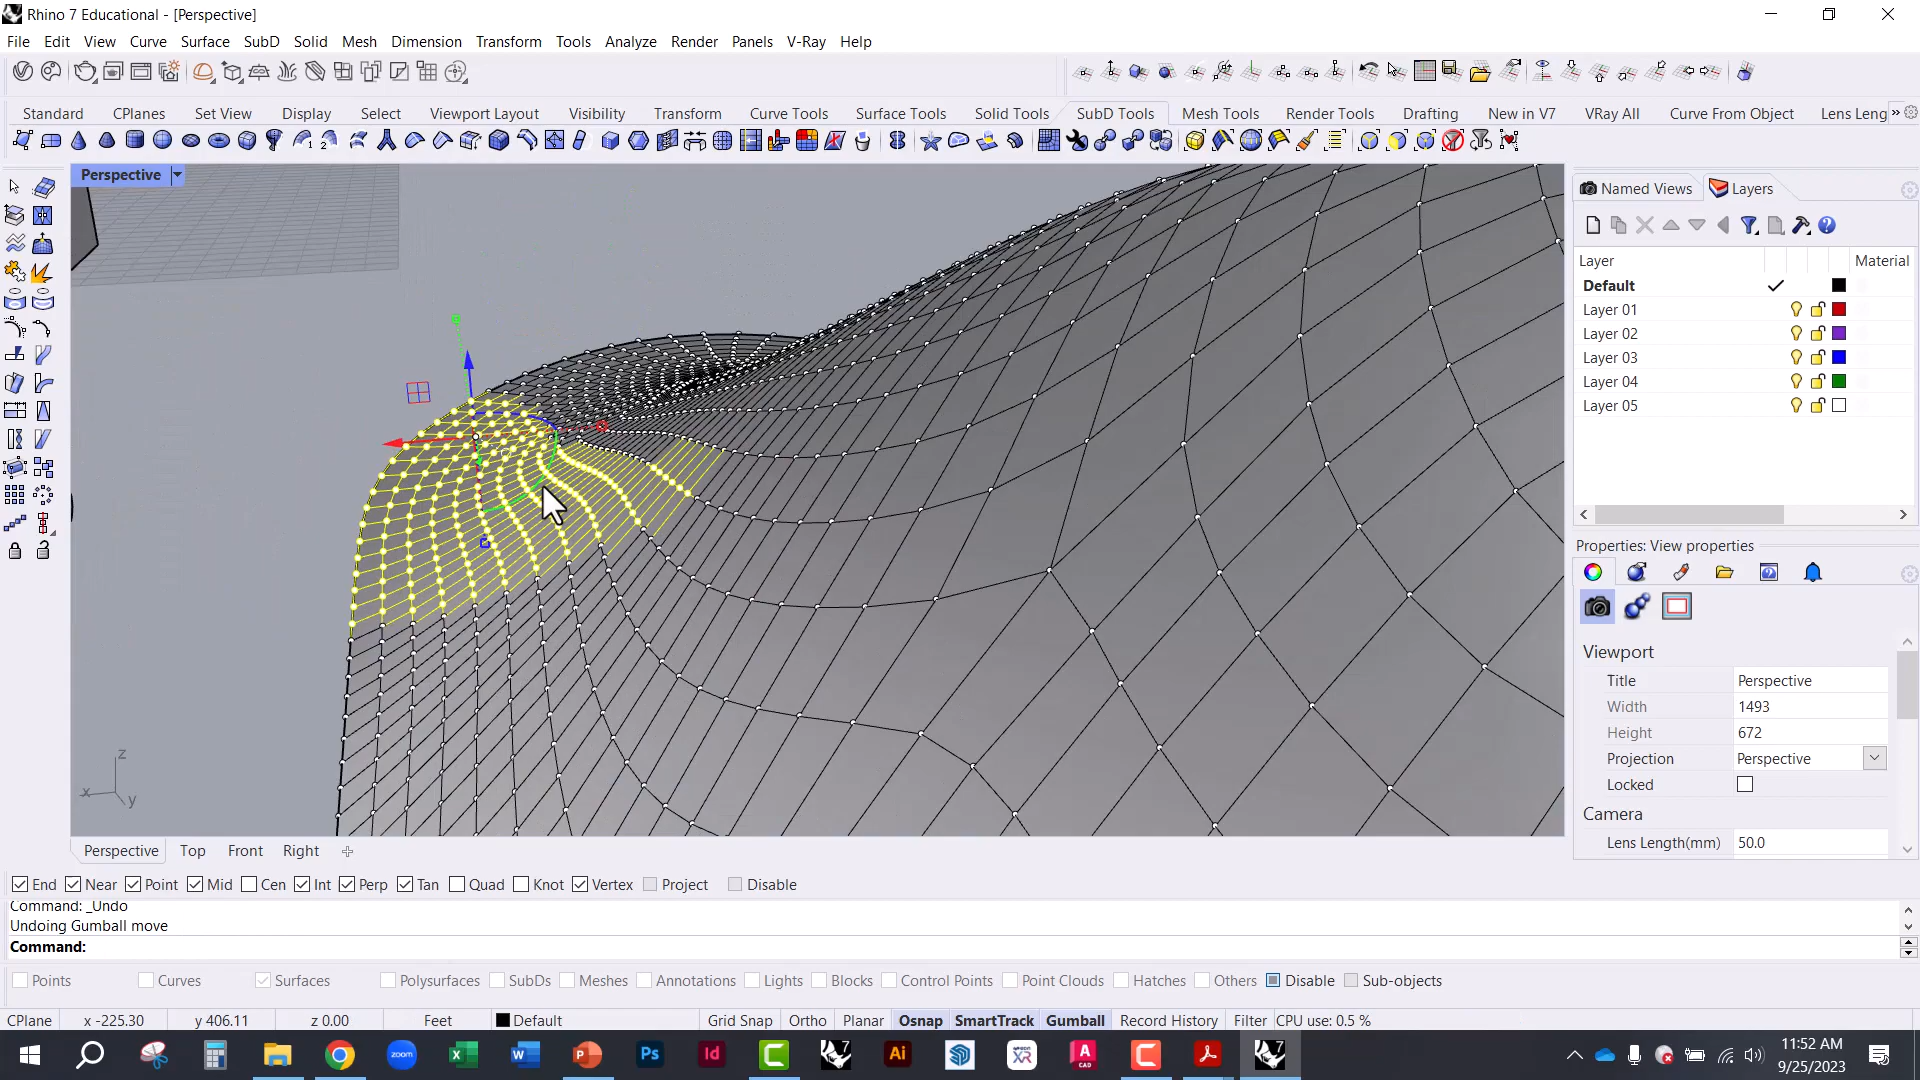 Rhino 7 Educational - [Perspective]
File Edit View Curve Surface SubD Solid Mesh Dimension Transform Tools Analyze Render Panels V-Ray Help
Standard CPlanes Set View Display Select Viewport Layout Visibility Transform Curve Tools Surface Tools Solid Tools SubD Tools Mesh Tools Render Tools Drafting New in V7 VRay All Curve From Object Lens Leng »
Perspective
Named Views Layers
Layer Material
Default
Layer 01
Layer 02
Layer 03
Layer 04
Layer 05
Properties: View properties
Viewport
Title Perspective
Width 1493
Height 672
Projection Perspective
Locked
Camera
Lens Length(mm) 50.0
z
x y
Perspective Top Front Right
End Near Point Mid Cen Int Perp Tan Quad Knot Vertex Project Disable
Command: _Undo
Undoing Gumball move
Command:
Points Curves Surfaces Polysurfaces SubDs Meshes Annotations Lights Blocks Control Points Point Clouds Hatches Others Disable Sub-objects
CPlane x -225.30 y 406.11 z 0.00 Feet Default Grid Snap Ortho Planar Osnap SmartTrack Gumball Record History Filter CPU use: 0.5 %
11:52 AM
9/25/2023